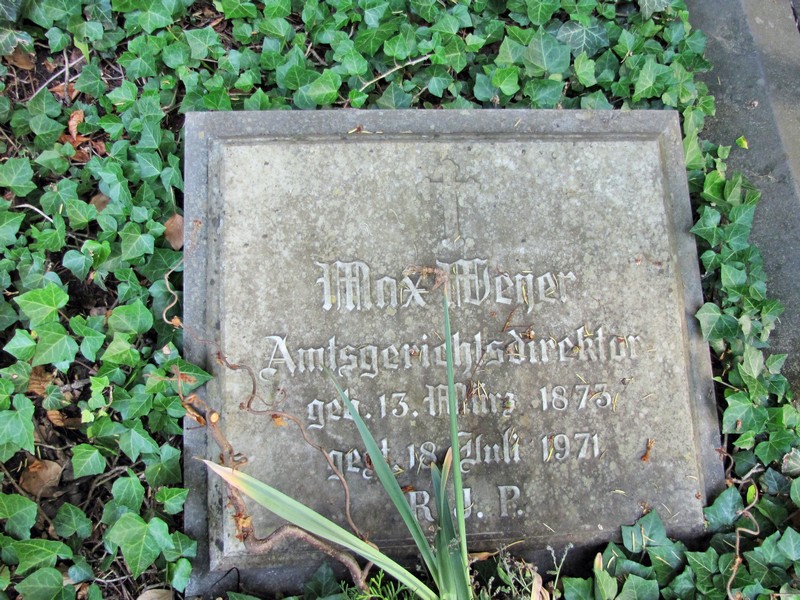 Max Weyer
Amtsgerichtsdirektor
geb. 13. März 1873
gest. 18. Juli 1971
R. J. P.